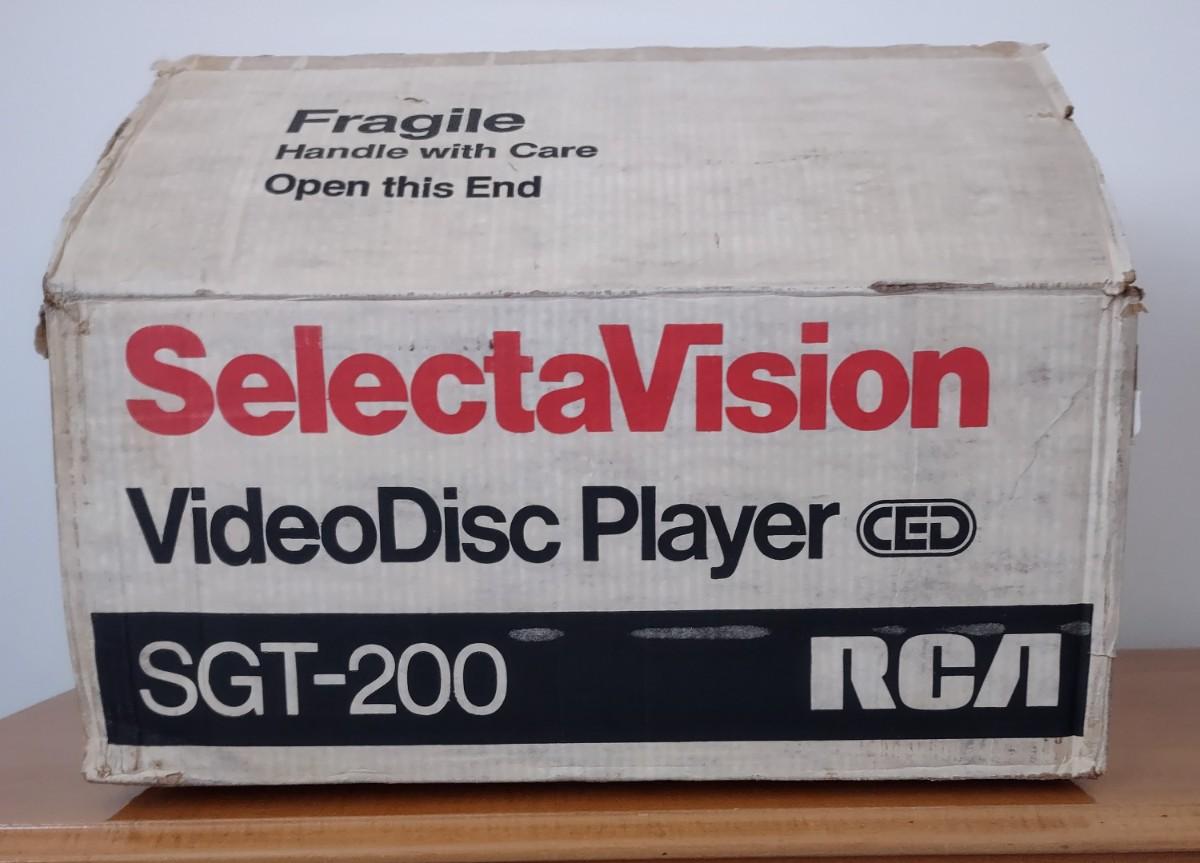 Fragile
Handle with Care
Open this End
SelectaVision
VideoDisc Player CED
SGT-200 RCA